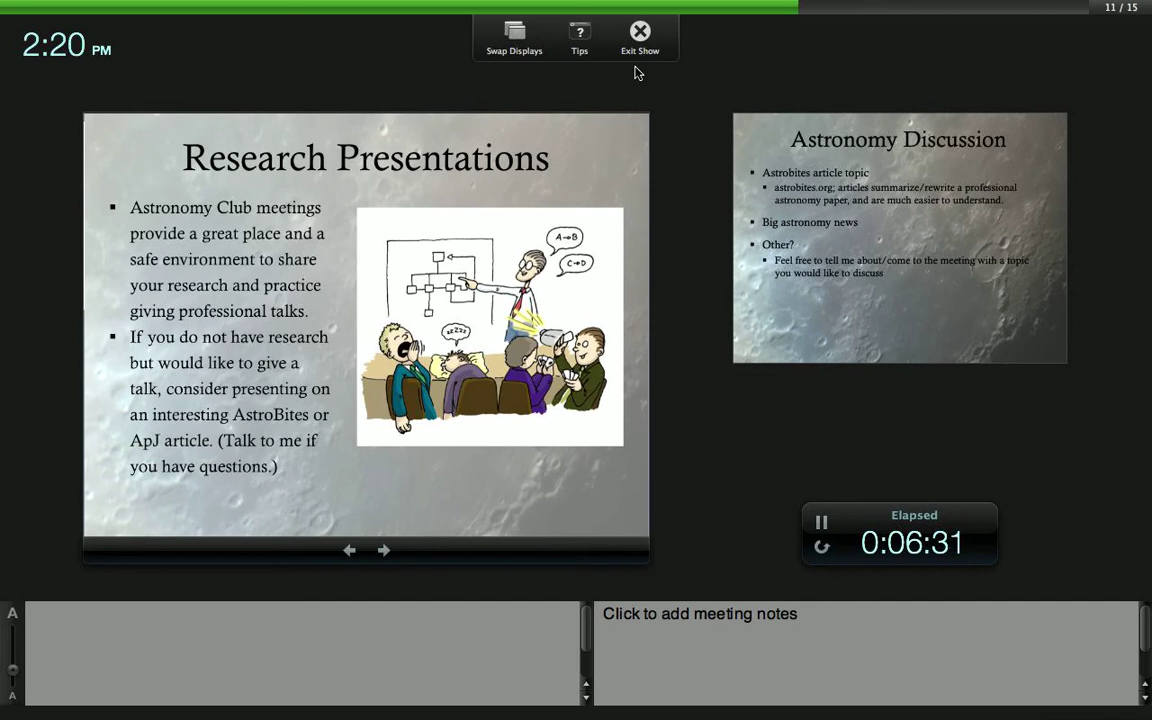 11 / 15
2:20 PM
Swap Displays
?
Tips
Exit Show
Research Presentations
▪ Astronomy Club meetings
provide a great place and a
safe environment to share
your research and practice
giving professional talks.
▪ If you do not have research
but would like to give a
talk, consider presenting on
an interesting AstroBites or
ApJ article. (Talk to me if
you have questions.)
A→B
C→D
zzzzz
Astronomy Discussion
▪ Astrobites article topic
▪ astrobites.org; articles summarize/rewrite a professional
astronomy paper, and are much easier to understand.
▪ Big astronomy news
▪ Other?
▪ Feel free to tell me about/come to the meeting with a topic
you would like to discuss
Elapsed
0:06:31
A
A
Click to add meeting notes